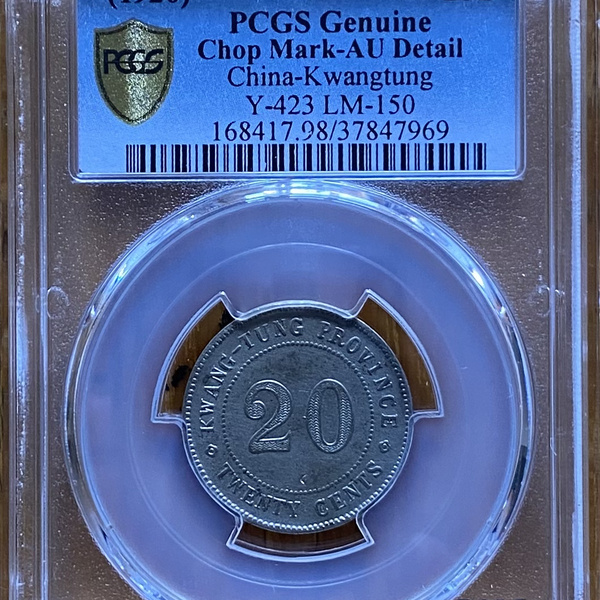 PCGS Genuine
Chop Mark-AU Detail
China-Kwangtung
Y-423 LM-150
168417.98/37847969
PCGS
KWANG-TUNG PROVINCE
20
TWENTY CENTS